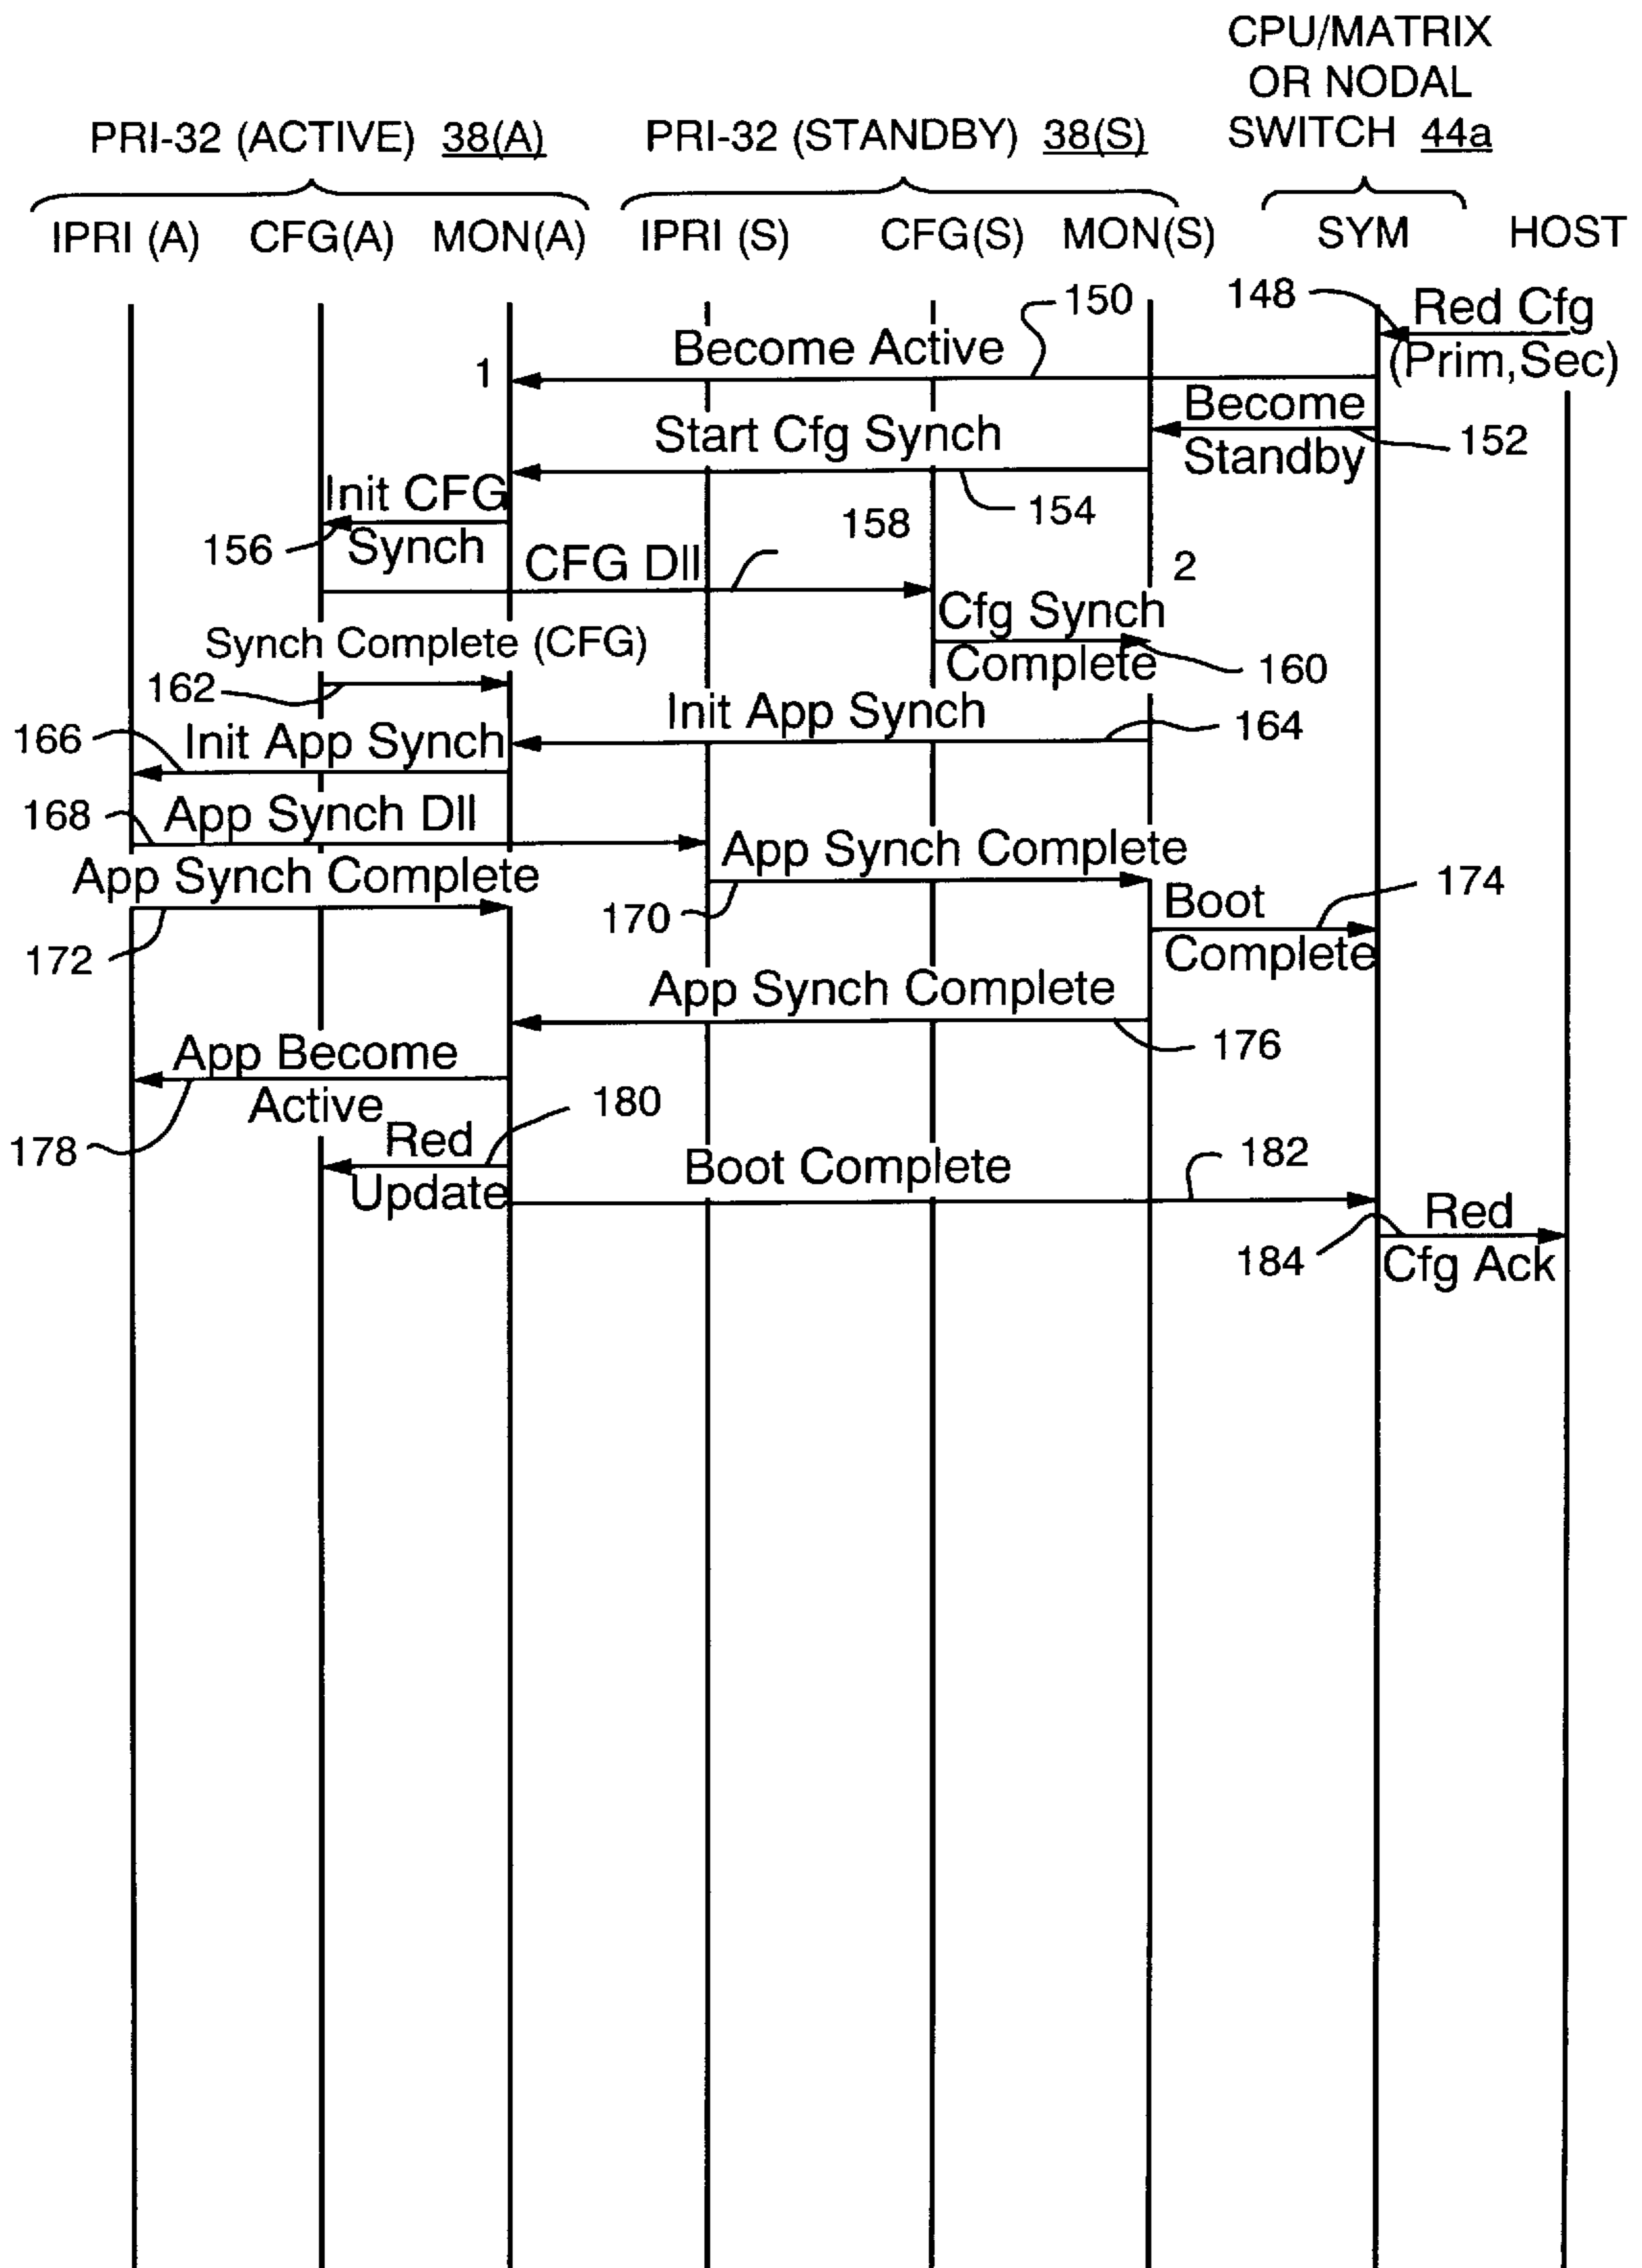 CPU/MATRIX
OR NODAL
SWITCH 44a
PRI-32 (ACTIVE) 38(A)
PRI-32 (STANDBY) 38(S)
IPRI (A)
CFG(A)
MON(A)
IPRI (S)
CFG(S)
MON(S)
SYM
HOST
148
Red Cfg
(Prim,Sec)
150
Become Active
1
Become
Standby
152
Start Cfg Synch
154
Init CFG
Synch
156
158
CFG Dll
2
Cfg Synch
Complete
160
Synch Complete (CFG)
162
Init App Synch
164
166
Init App Synch
168
App Synch Dll
App Synch Complete
170
App Synch Complete
172
174
Boot
Complete
App Synch Complete
176
App Become
Active
178
180
Red
Update
Boot Complete
182
184
Red
Cfg Ack